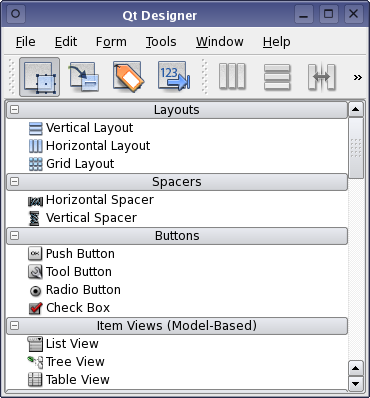 Qt Designer
File Edit Form Tools Window Help
123
»
Layouts
Vertical Layout
Horizontal Layout
Grid Layout
Spacers
Horizontal Spacer
Vertical Spacer
Buttons
Push Button
OK
Tool Button
Radio Button
Check Box
Item Views (Model-Based)
List View
Tree View
Table View